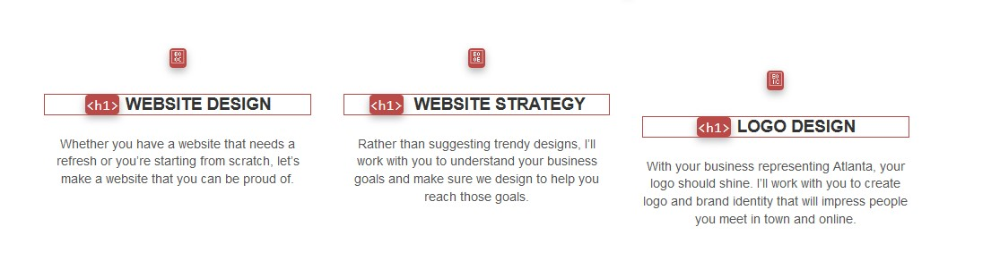 E0 0C
<h1> WEBSITE DESIGN
Whether you have a website that needs a
refresh or you’re starting from scratch, let’s
make a website that you can be proud of.
E0 0E
<h1> WEBSITE STRATEGY
Rather than suggesting trendy designs, I’ll
work with you to understand your business
goals and make sure we design to help you
reach those goals.
<h1> LOGO DESIGN
With your business representing Atlanta, your
logo should shine. I’ll work with you to create
logo and brand identity that will impress people
you meet in town and online.